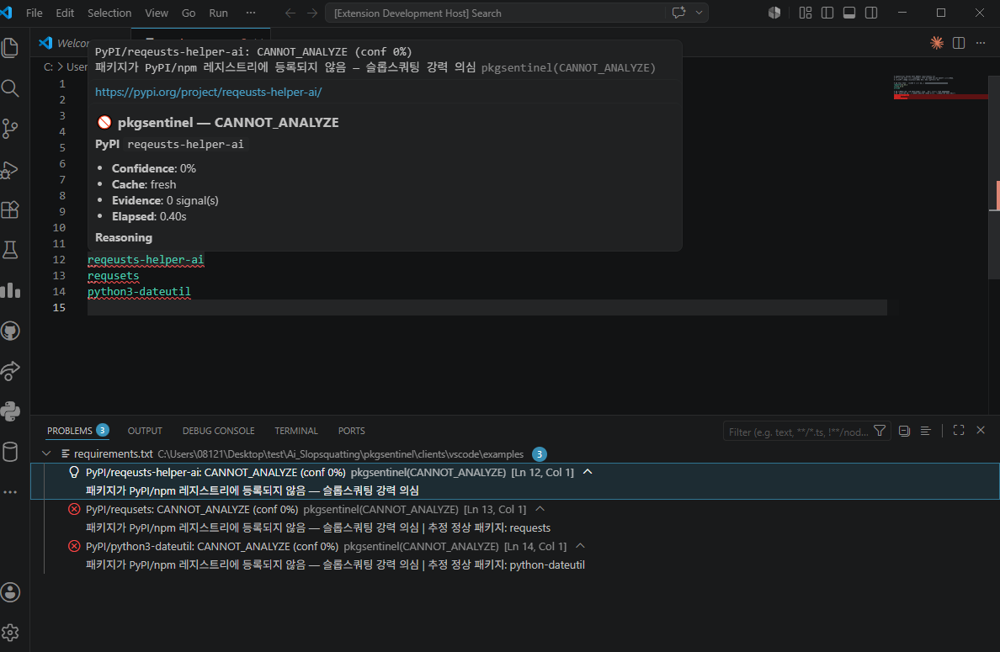 File Edit Selection View Go Run ··· [Extension Development Host] Search
Welcor
C: > User
PyPI/reqeusts-helper-ai: CANNOT_ANALYZE (conf 0%)
패키지가 PyPI/npm 레지스트리에 등록되지 않음 — 슬롭스쿼팅 강력 의심 pkgsentinel(CANNOT_ANALYZE)
https://pypi.org/project/reqeusts-helper-ai/
pkgsentinel — CANNOT_ANALYZE
PyPI reqeusts-helper-ai
• Confidence: 0%
• Cache: fresh
• Evidence: 0 signal(s)
• Elapsed: 0.40s
Reasoning
1
2
3
4
5
6
7
8
9
10
11
12 reqeusts-helper-ai
13 requsets
14 python3-dateutil
15
PROBLEMS 3 OUTPUT DEBUG CONSOLE TERMINAL PORTS Filter (e.g. text, **/*.ts, !**/nod...
requirements.txt C:\Users\08121\Desktop\test\Ai_Slopsquatting\pkgsentinel\clients\vscode\examples 3
PyPI/reqeusts-helper-ai: CANNOT_ANALYZE (conf 0%) pkgsentinel(CANNOT_ANALYZE) [Ln 12, Col 1]
패키지가 PyPI/npm 레지스트리에 등록되지 않음 — 슬롭스쿼팅 강력 의심
PyPI/requsets: CANNOT_ANALYZE (conf 0%) pkgsentinel(CANNOT_ANALYZE) [Ln 13, Col 1]
패키지가 PyPI/npm 레지스트리에 등록되지 않음 — 슬롭스쿼팅 강력 의심 | 추정 정상 패키지: requests
PyPI/python3-dateutil: CANNOT_ANALYZE (conf 0%) pkgsentinel(CANNOT_ANALYZE) [Ln 14, Col 1]
패키지가 PyPI/npm 레지스트리에 등록되지 않음 — 슬롭스쿼팅 강력 의심 | 추정 정상 패키지: python-dateutil